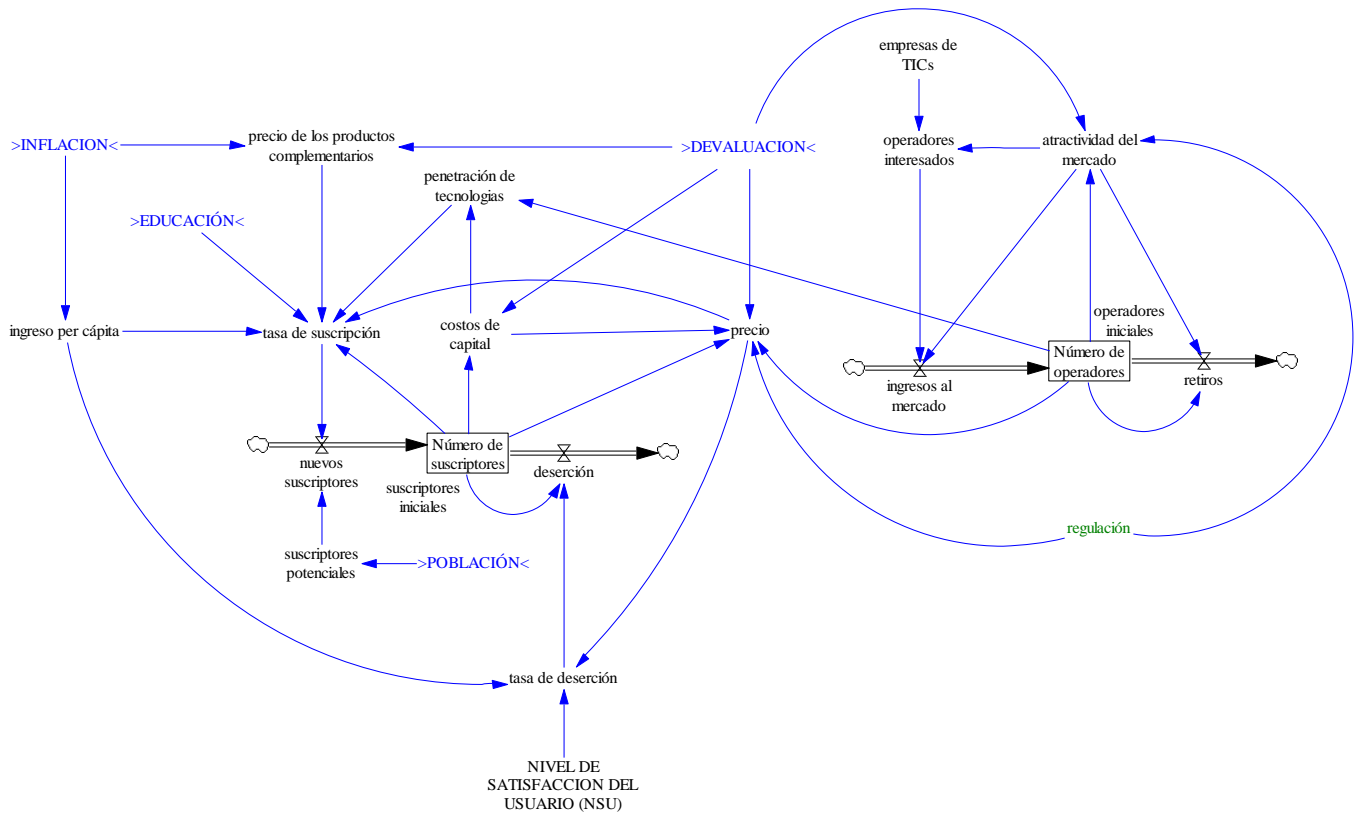 empresas de
TICs
>INFLACION<
precio de los productos
complementarios
>DEVALUACION<
operadores
interesados
atractividad del
mercado
penetración de
tecnologias
>EDUCACIÓN<
ingreso per cápita
tasa de suscripción
costos de
capital
precio
operadores
iniciales
Número de
operadores
ingresos al
mercado
retiros
Número de
suscriptores
nuevos
suscriptores
deserción
suscriptores
iniciales
regulación
suscriptores
potenciales
>POBLACIÓN<
tasa de deserción
NIVEL DE
SATISFACCION DEL
USUARIO (NSU)